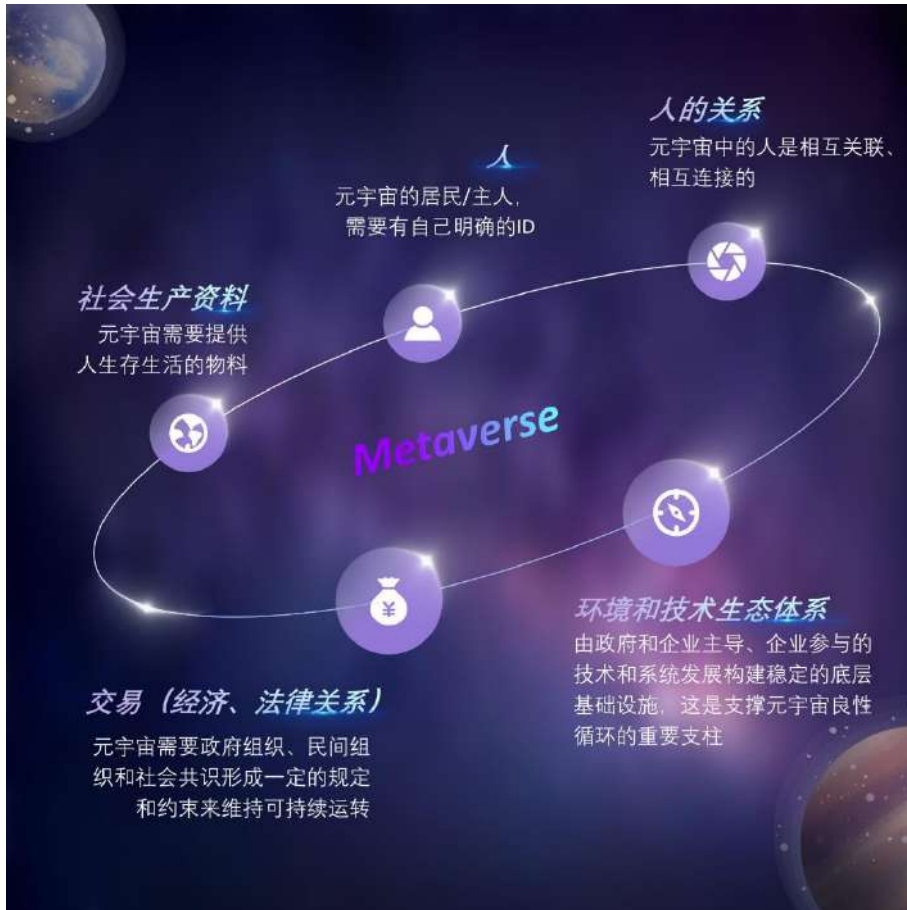 人的关系
元宇宙中的人是相互关联、
相互连接的
人
元宇宙的居民/主人，
需要有自己明确的ID
社会生产资料
元宇宙需要提供
人生存生活的物料
Metaverse
环境和技术生态体系
由政府和企业主导、企业参与的
技术和系统发展构建稳定的底层
基础设施，这是支撑元宇宙良性
循环的重要支柱
¥
交易（经济、法律关系）
元宇宙需要政府组织、民间组
织和社会共识形成一定的规定
和约束来维持可持续运转